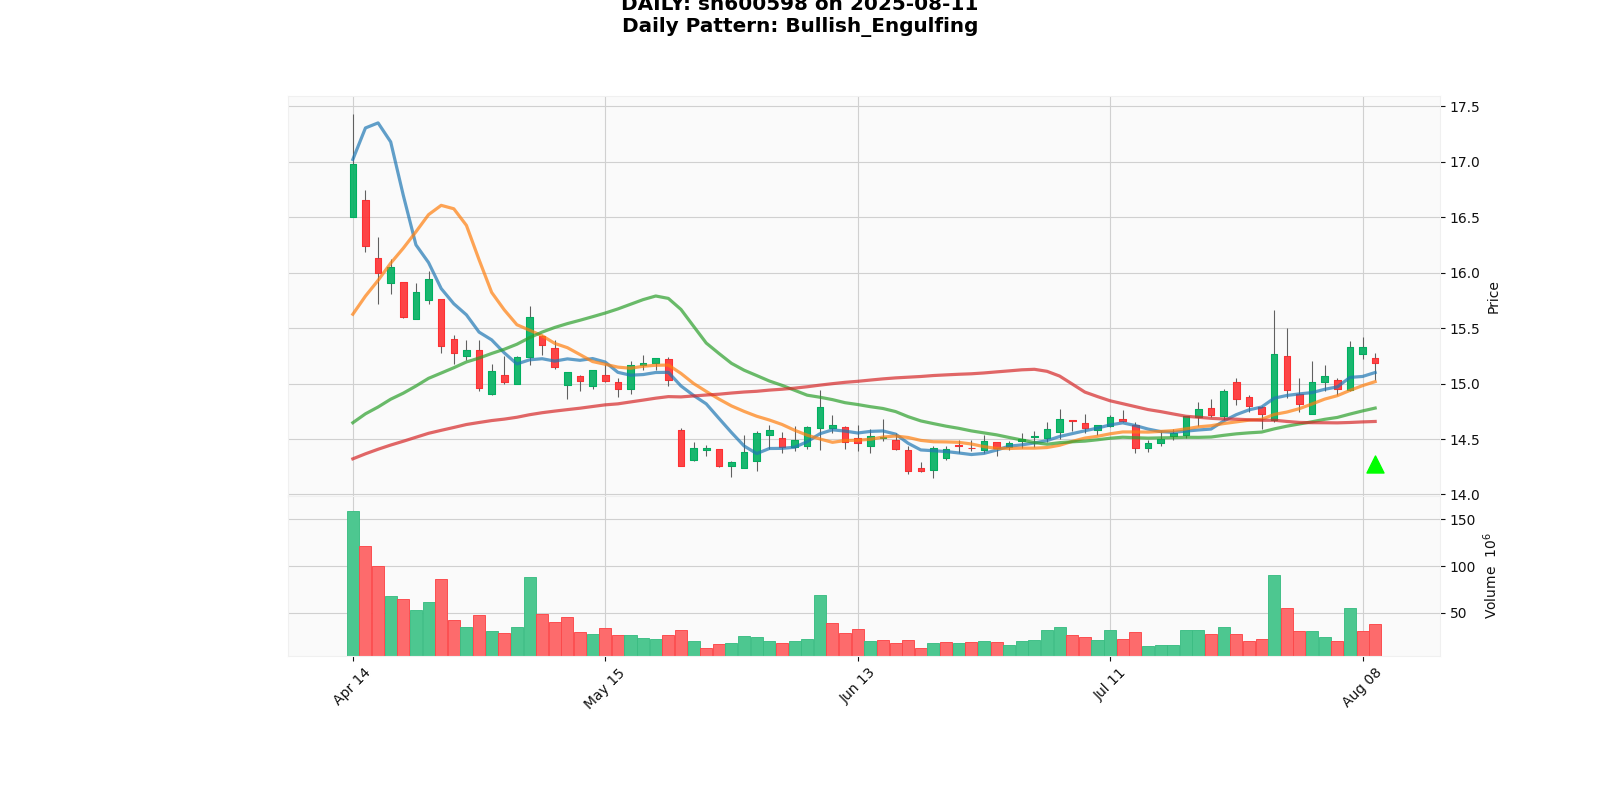 DAILY: sh600598 on 2025-08-11
Daily Pattern: Bullish_Engulfing
17.5
17.0
16.5
16.0
15.5
15.0
14.5
14.0
Price
150
100
50
Volume 10⁶
Apr 14
May 15
Jun 13
Jul 11
Aug 08